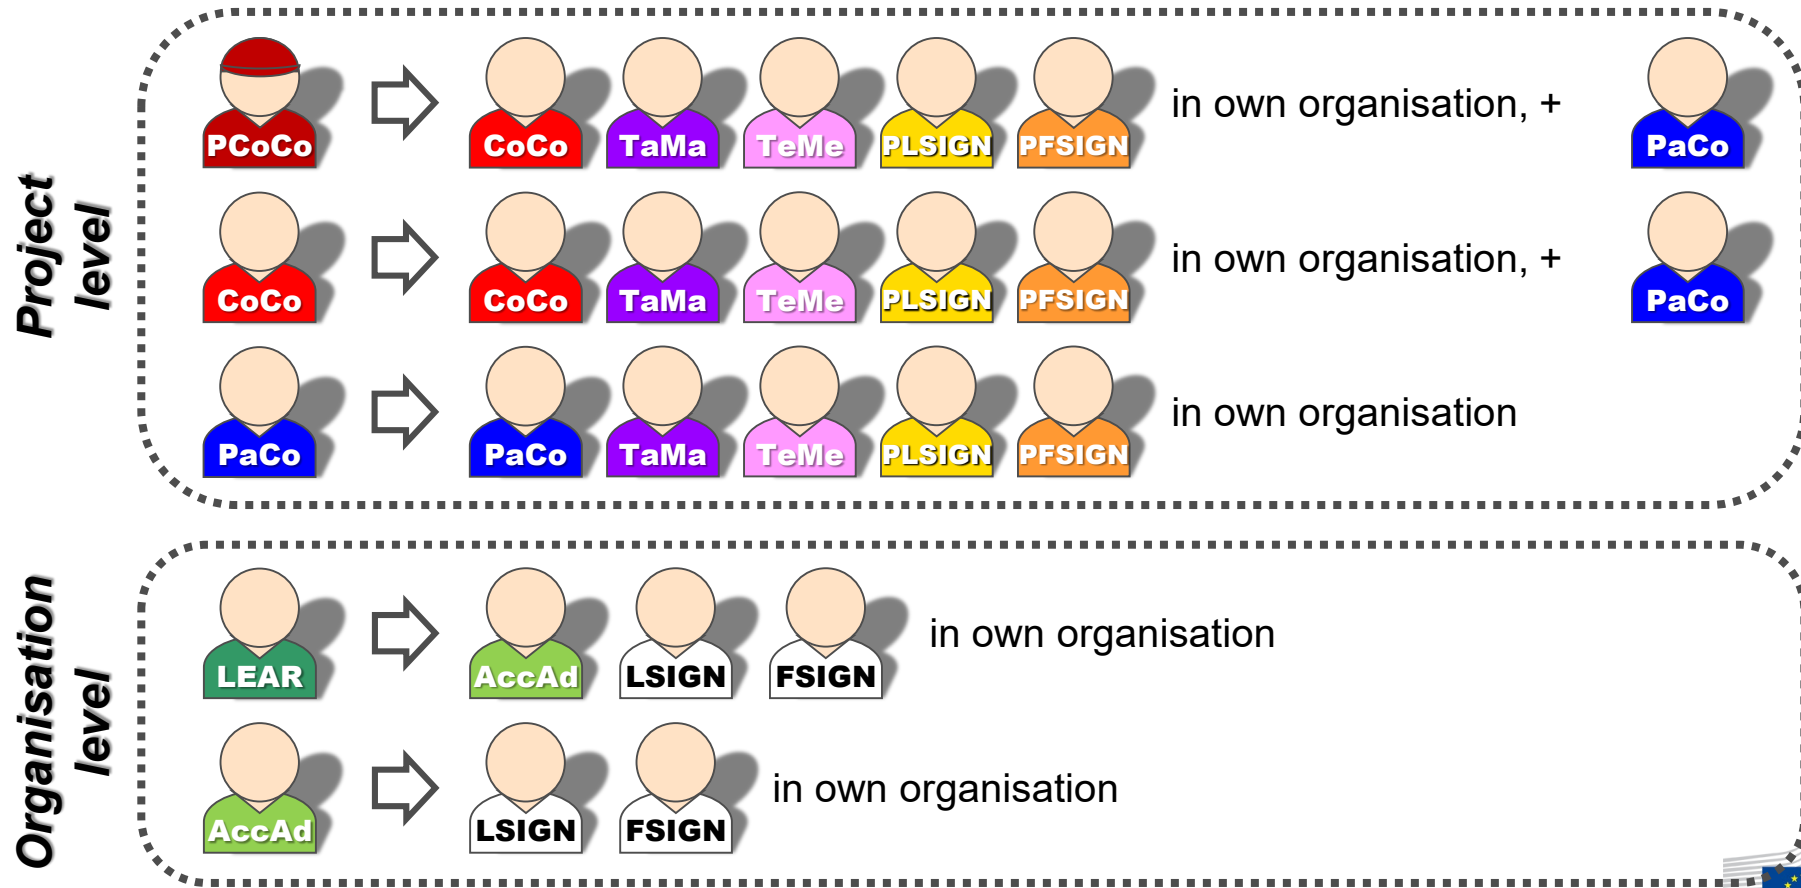 Project
level
PCoCo CoCo TaMa TeMe PLSIGN PFSIGN in own organisation, + PaCo
CoCo CoCo TaMa TeMe PLSIGN PFSIGN in own organisation, + PaCo
PaCo PaCo TaMa TeMe PLSIGN PFSIGN in own organisation
Organisation
level
LEAR AccAd LSIGN FSIGN in own organisation
AccAd LSIGN FSIGN in own organisation